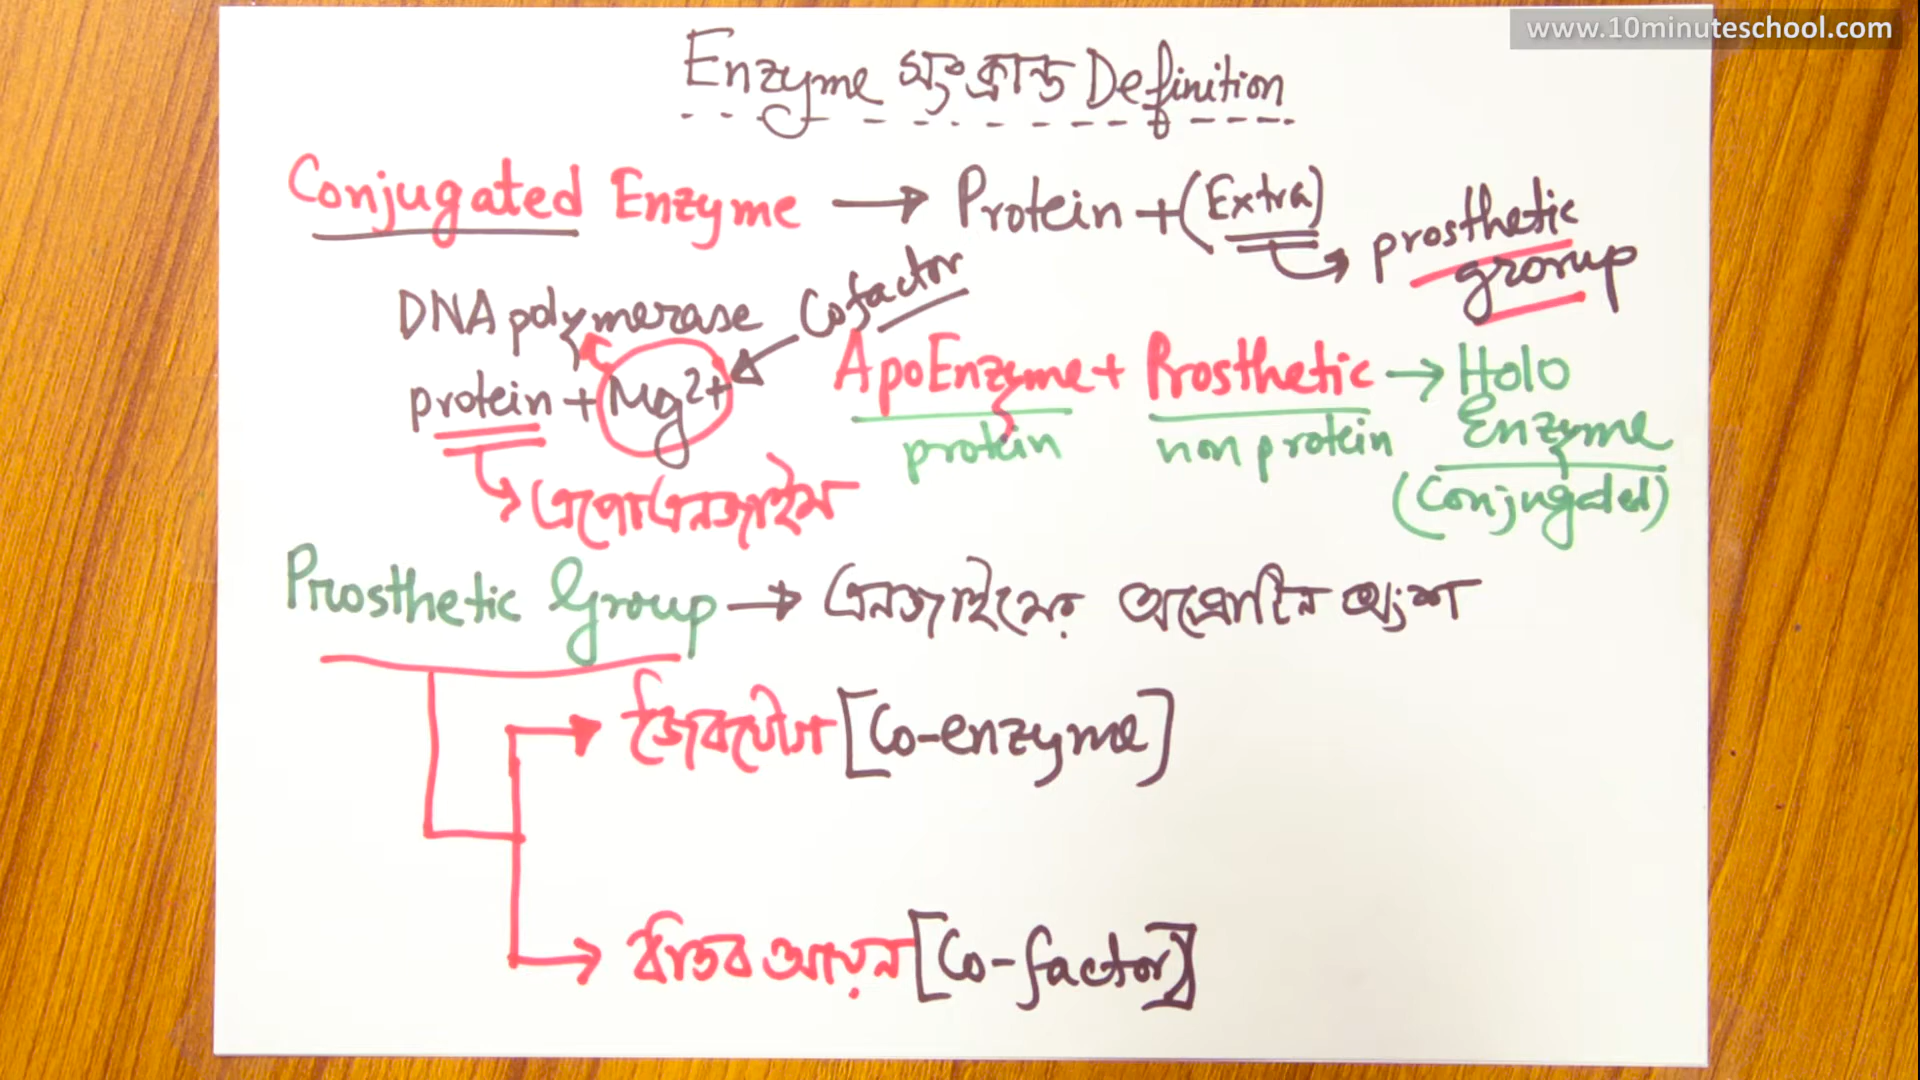 www.10minuteschool.com
Enzyme সংক্রান্ত Definition
Conjugated Enzyme → Protein + (Extra)
prosthetic
group
DNA polymerase
Cofactor
protein + Mg2+
এপোএনজাইম
ApoEnzyme + Prosthetic → Holo
Enzyme
protein
non protein
(Conjugated)
Prosthetic Group → এনজাইমের অপ্রোটিন অংশ
জৈবযৌগ [Co-enzyme]
ধাতব আয়ন [Co-factor]